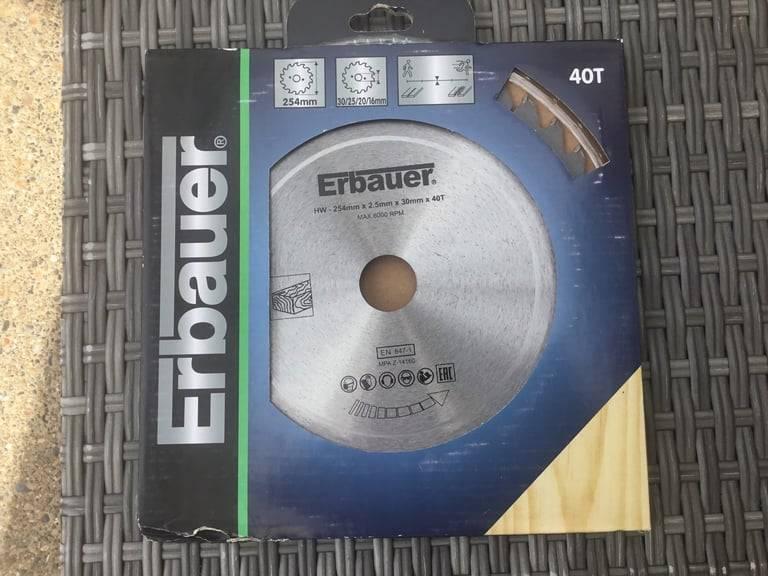 Erbauer®
254mm
30/25/20/16mm
40T
Erbauer®
HW - 254mm x 2.5mm x 30mm x 40T
MAX 6000 RPM
EN 847-1
MPA Z-14160
EAC